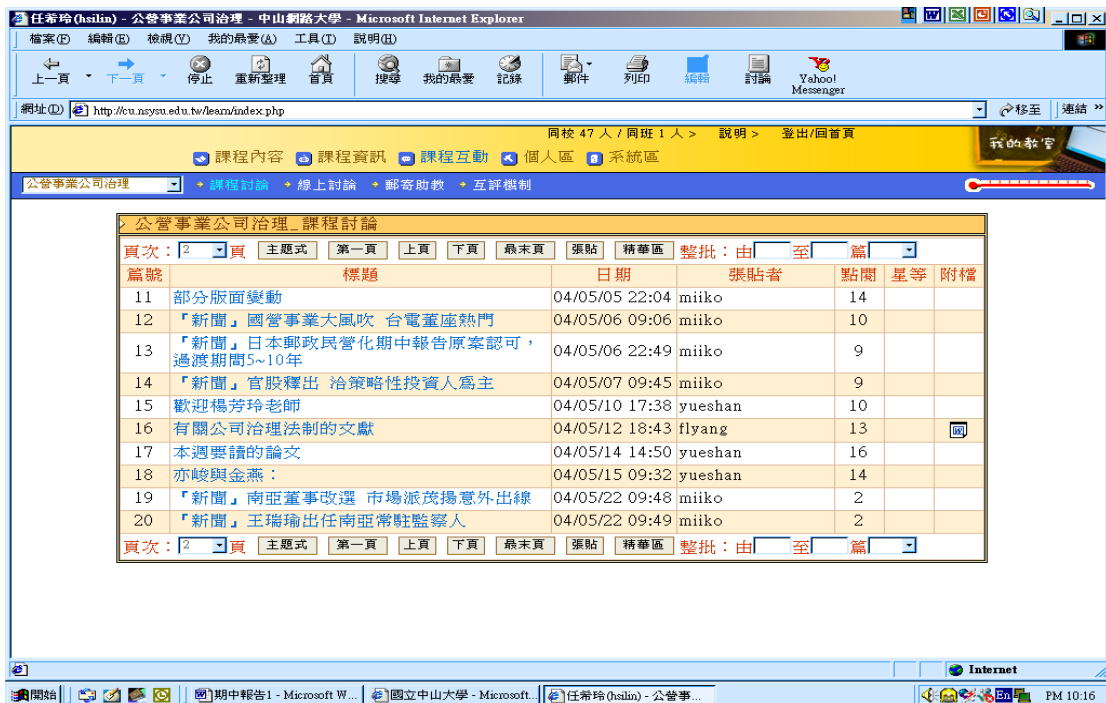 任希玲(hsilin) - 公營事業公司治理 - 中山網路大學 - Microsoft Internet Explorer
檔案(F) 編輯(E) 檢視(V) 我的最愛(A) 工具(T) 說明(H)
上一頁 下一頁 停止 重新整理 首頁 搜尋 我的最愛 記錄 郵件 列印 編輯 討論 Yahoo! Messenger
網址(D) http://cu.nsysu.edu.tw/learn/index.php 移至 連結 »
同校 47 人 / 同班 1 人 > 說明 > 登出/回首頁
我的教室
課程內容 課程資訊 課程互動 個人區 系統區
公營事業公司治理 課程討論 線上討論 郵寄助教 互評機制
公營事業公司治理_課程討論
頁次：2 頁 主題式 第一頁 上頁 下頁 最末頁 張貼 精華區 整批：由 至 篇
篇號 標題 日期 張貼者 點閱 星等 附檔
11 部分版面變動 04/05/05 22:04 miiko 14
12 『新聞』國營事業大風吹 台電董座熱門 04/05/06 09:06 miiko 10
13 『新聞』日本郵政民營化期中報告原案認可，
過渡期間5~10年 04/05/06 22:49 miiko 9
14 『新聞』官股釋出 洽策略性投資人為主 04/05/07 09:45 miiko 9
15 歡迎楊芳玲老師 04/05/10 17:38 yueshan 10
16 有關公司治理法制的文獻 04/05/12 18:43 flyang 13
17 本週要讀的論文 04/05/14 14:50 yueshan 16
18 亦峻與金燕： 04/05/15 09:32 yueshan 14
19 『新聞』南亞董事改選 市場派茂揚意外出線 04/05/22 09:48 miiko 2
20 『新聞』王瑞瑜出任南亞常駐監察人 04/05/22 09:49 miiko 2
頁次：2 頁 主題式 第一頁 上頁 下頁 最末頁 張貼 精華區 整批：由 至 篇
Internet
開始 期中報告1 - Microsoft W... 國立中山大學 - Microsoft... 任希玲(hsilin) - 公營事... En PM 10:16